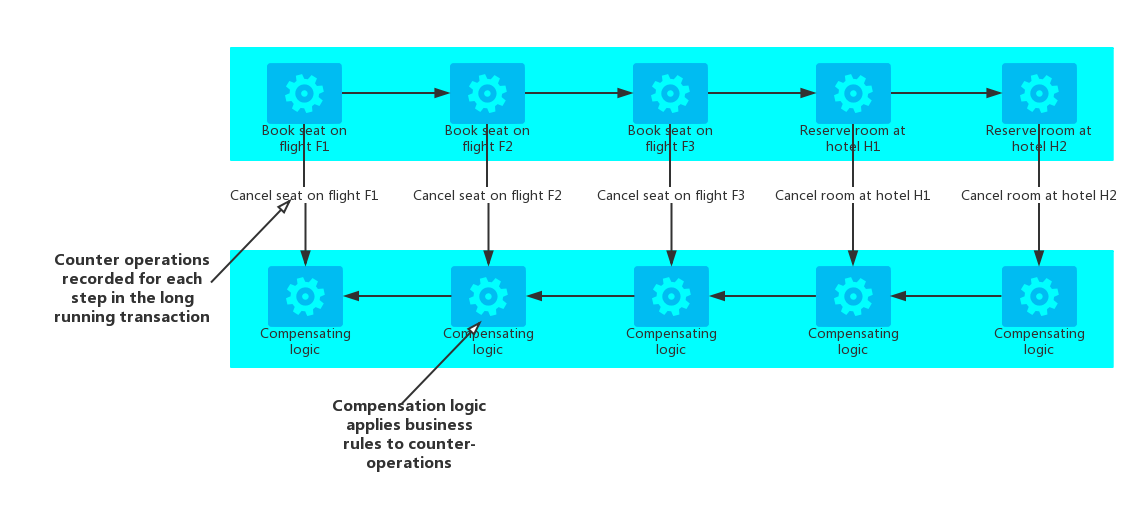 Book seat on
flight F1
Book seat on
flight F2
Book seat on
flight F3
Reserve room at
hotel H1
Reserve room at
hotel H2
Cancel seat on flight F1
Cancel seat on flight F2
Cancel seat on flight F3
Cancel room at hotel H1
Cancel room at hotel H2
Counter operations
recorded for each
step in the long
running transaction
Compensating
logic
Compensating
logic
Compensating
logic
Compensating
logic
Compensating
logic
Compensation logic
applies business
rules to counter-
operations